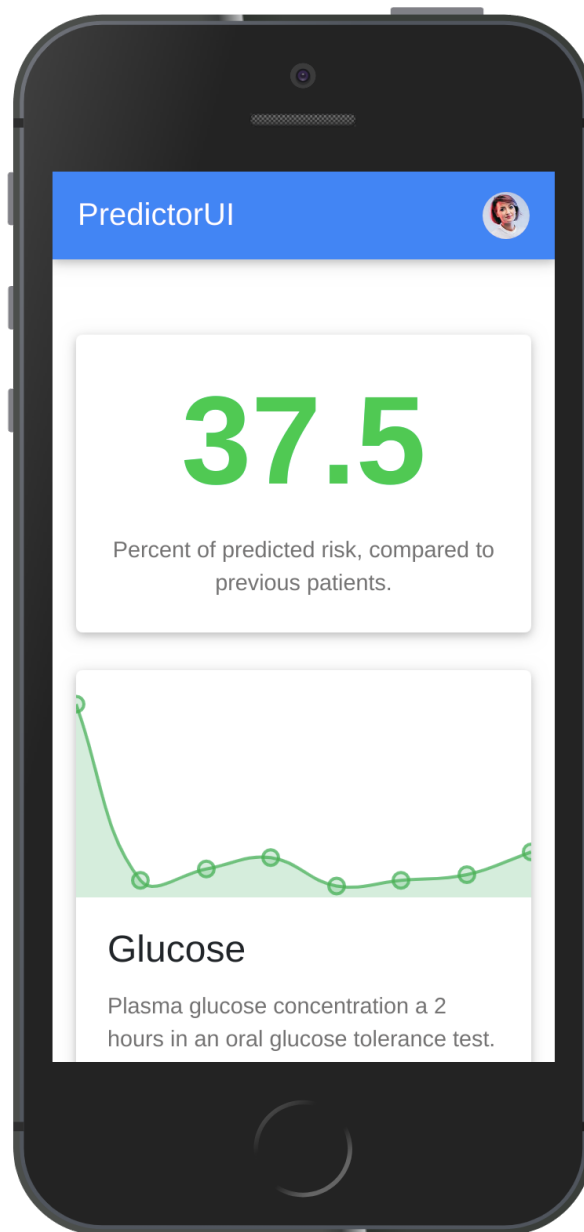 PredictorUI
37.5
Percent of predicted risk, compared to
previous patients.
Glucose
Plasma glucose concentration a 2
hours in an oral glucose tolerance test.